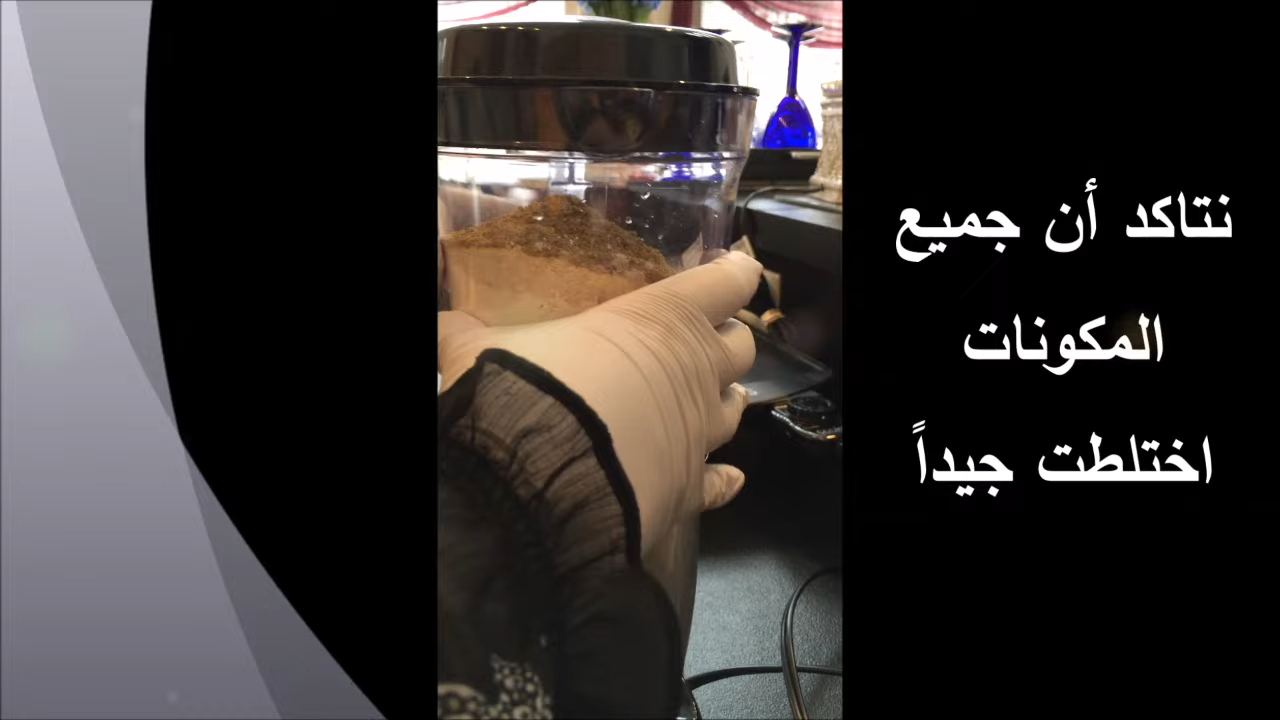 نتاكد أن جميع
المكونات
اختلطت جيداً